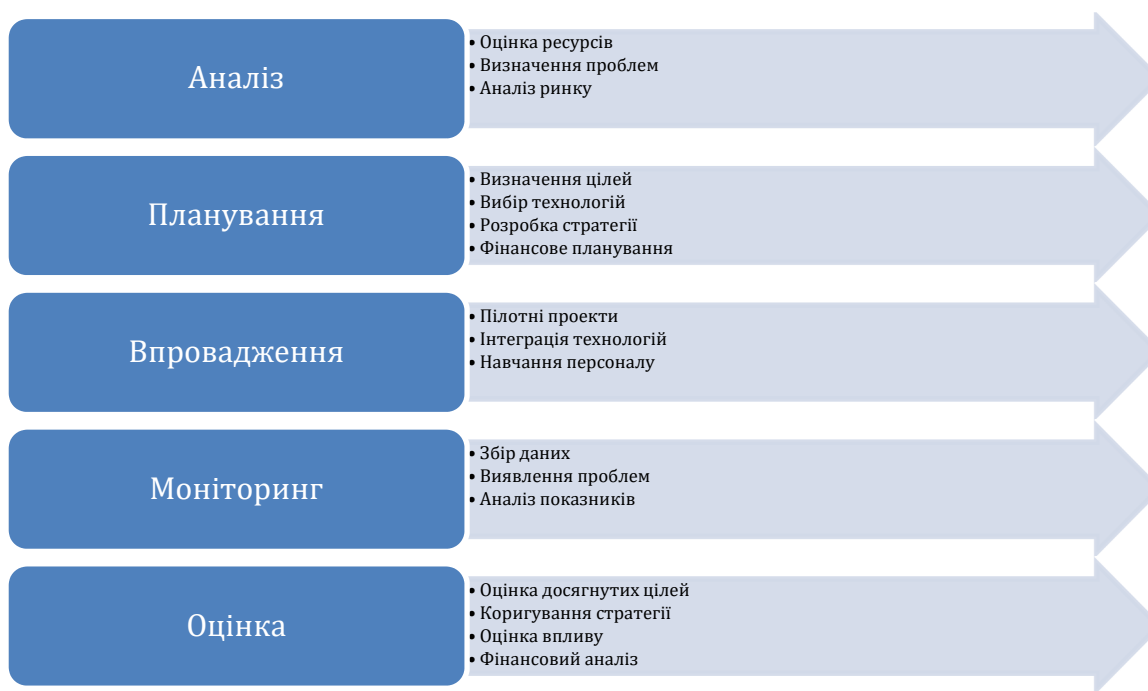 Аналіз
• Оцінка ресурсів
• Визначення проблем
• Аналіз ринку
Планування
• Визначення цілей
• Вибір технологій
• Розробка стратегії
• Фінансове планування
Впровадження
• Пілотні проекти
• Інтеграція технологій
• Навчання персоналу
Моніторинг
• Збір даних
• Виявлення проблем
• Аналіз показників
Оцінка
• Оцінка досягнутих цілей
• Коригування стратегії
• Оцінка впливу
• Фінансовий аналіз